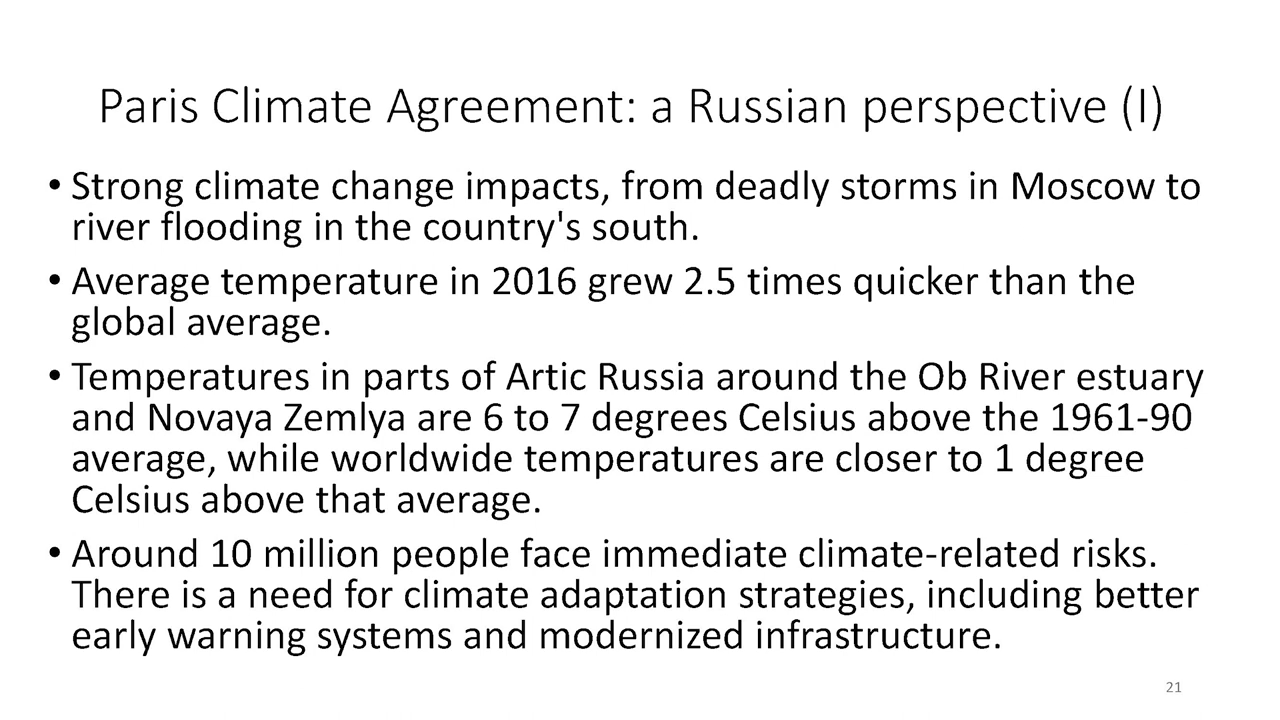 Paris Climate Agreement: a Russian perspective (I)
• Strong climate change impacts, from deadly storms in Moscow to
river flooding in the country's south.
• Average temperature in 2016 grew 2.5 times quicker than the
global average.
• Temperatures in parts of Artic Russia around the Ob River estuary
and Novaya Zemlya are 6 to 7 degrees Celsius above the 1961-90
average, while worldwide temperatures are closer to 1 degree
Celsius above that average.
• Around 10 million people face immediate climate-related risks.
There is a need for climate adaptation strategies, including better
early warning systems and modernized infrastructure.
21